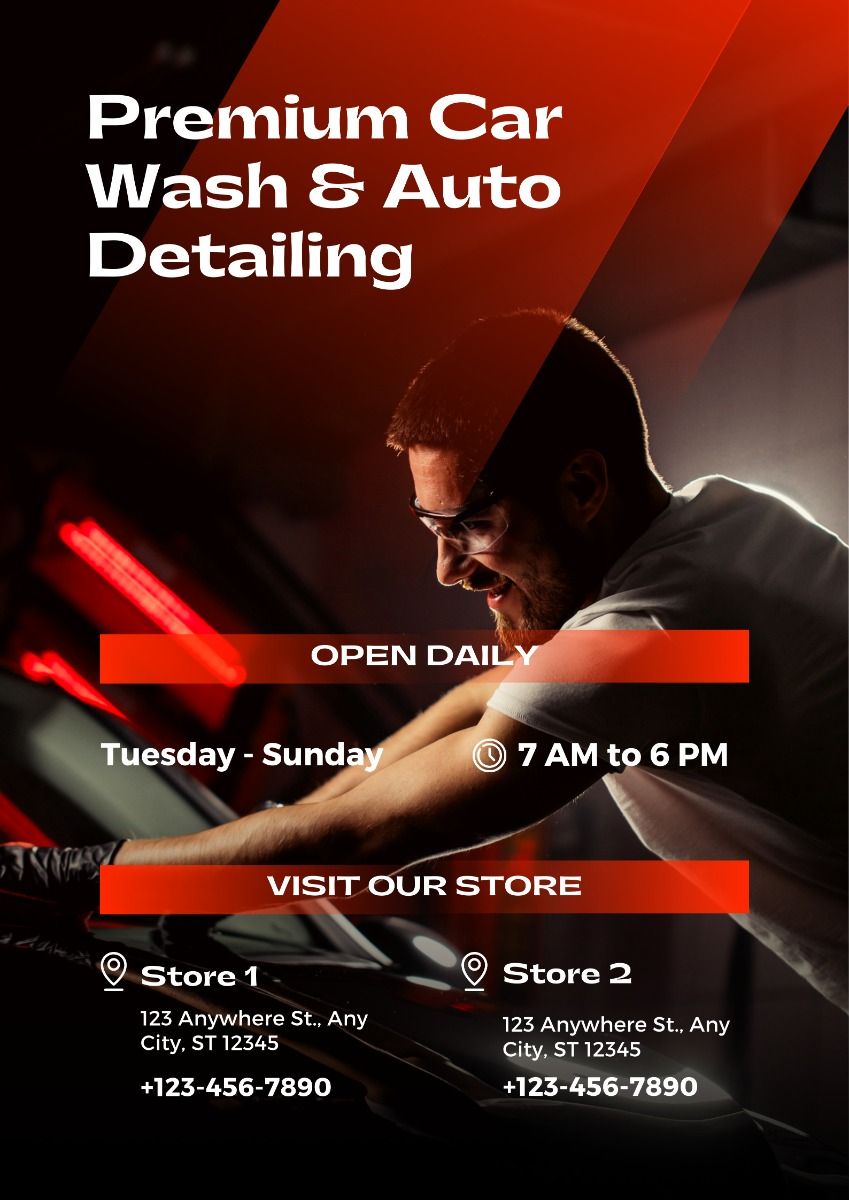 Premium Car
Wash & Auto
Detailing
OPEN DAILY
Tuesday - Sunday
7 AM to 6 PM
VISIT OUR STORE
Store 1
123 Anywhere St., Any
City, ST 12345
+123-456-7890
Store 2
123 Anywhere St., Any
City, ST 12345
+123-456-7890